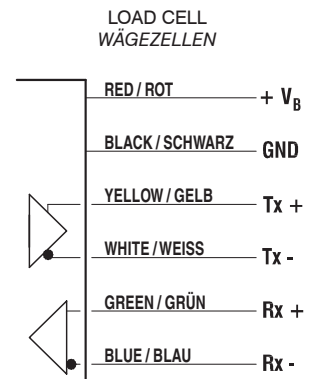 LOAD CELL
WÄGEZELLEN
RED / ROT + V_B
BLACK / SCHWARZ GND
YELLOW / GELB Tx +
WHITE / WEISS Tx -
GREEN / GRÜN Rx +
BLUE / BLAU Rx -